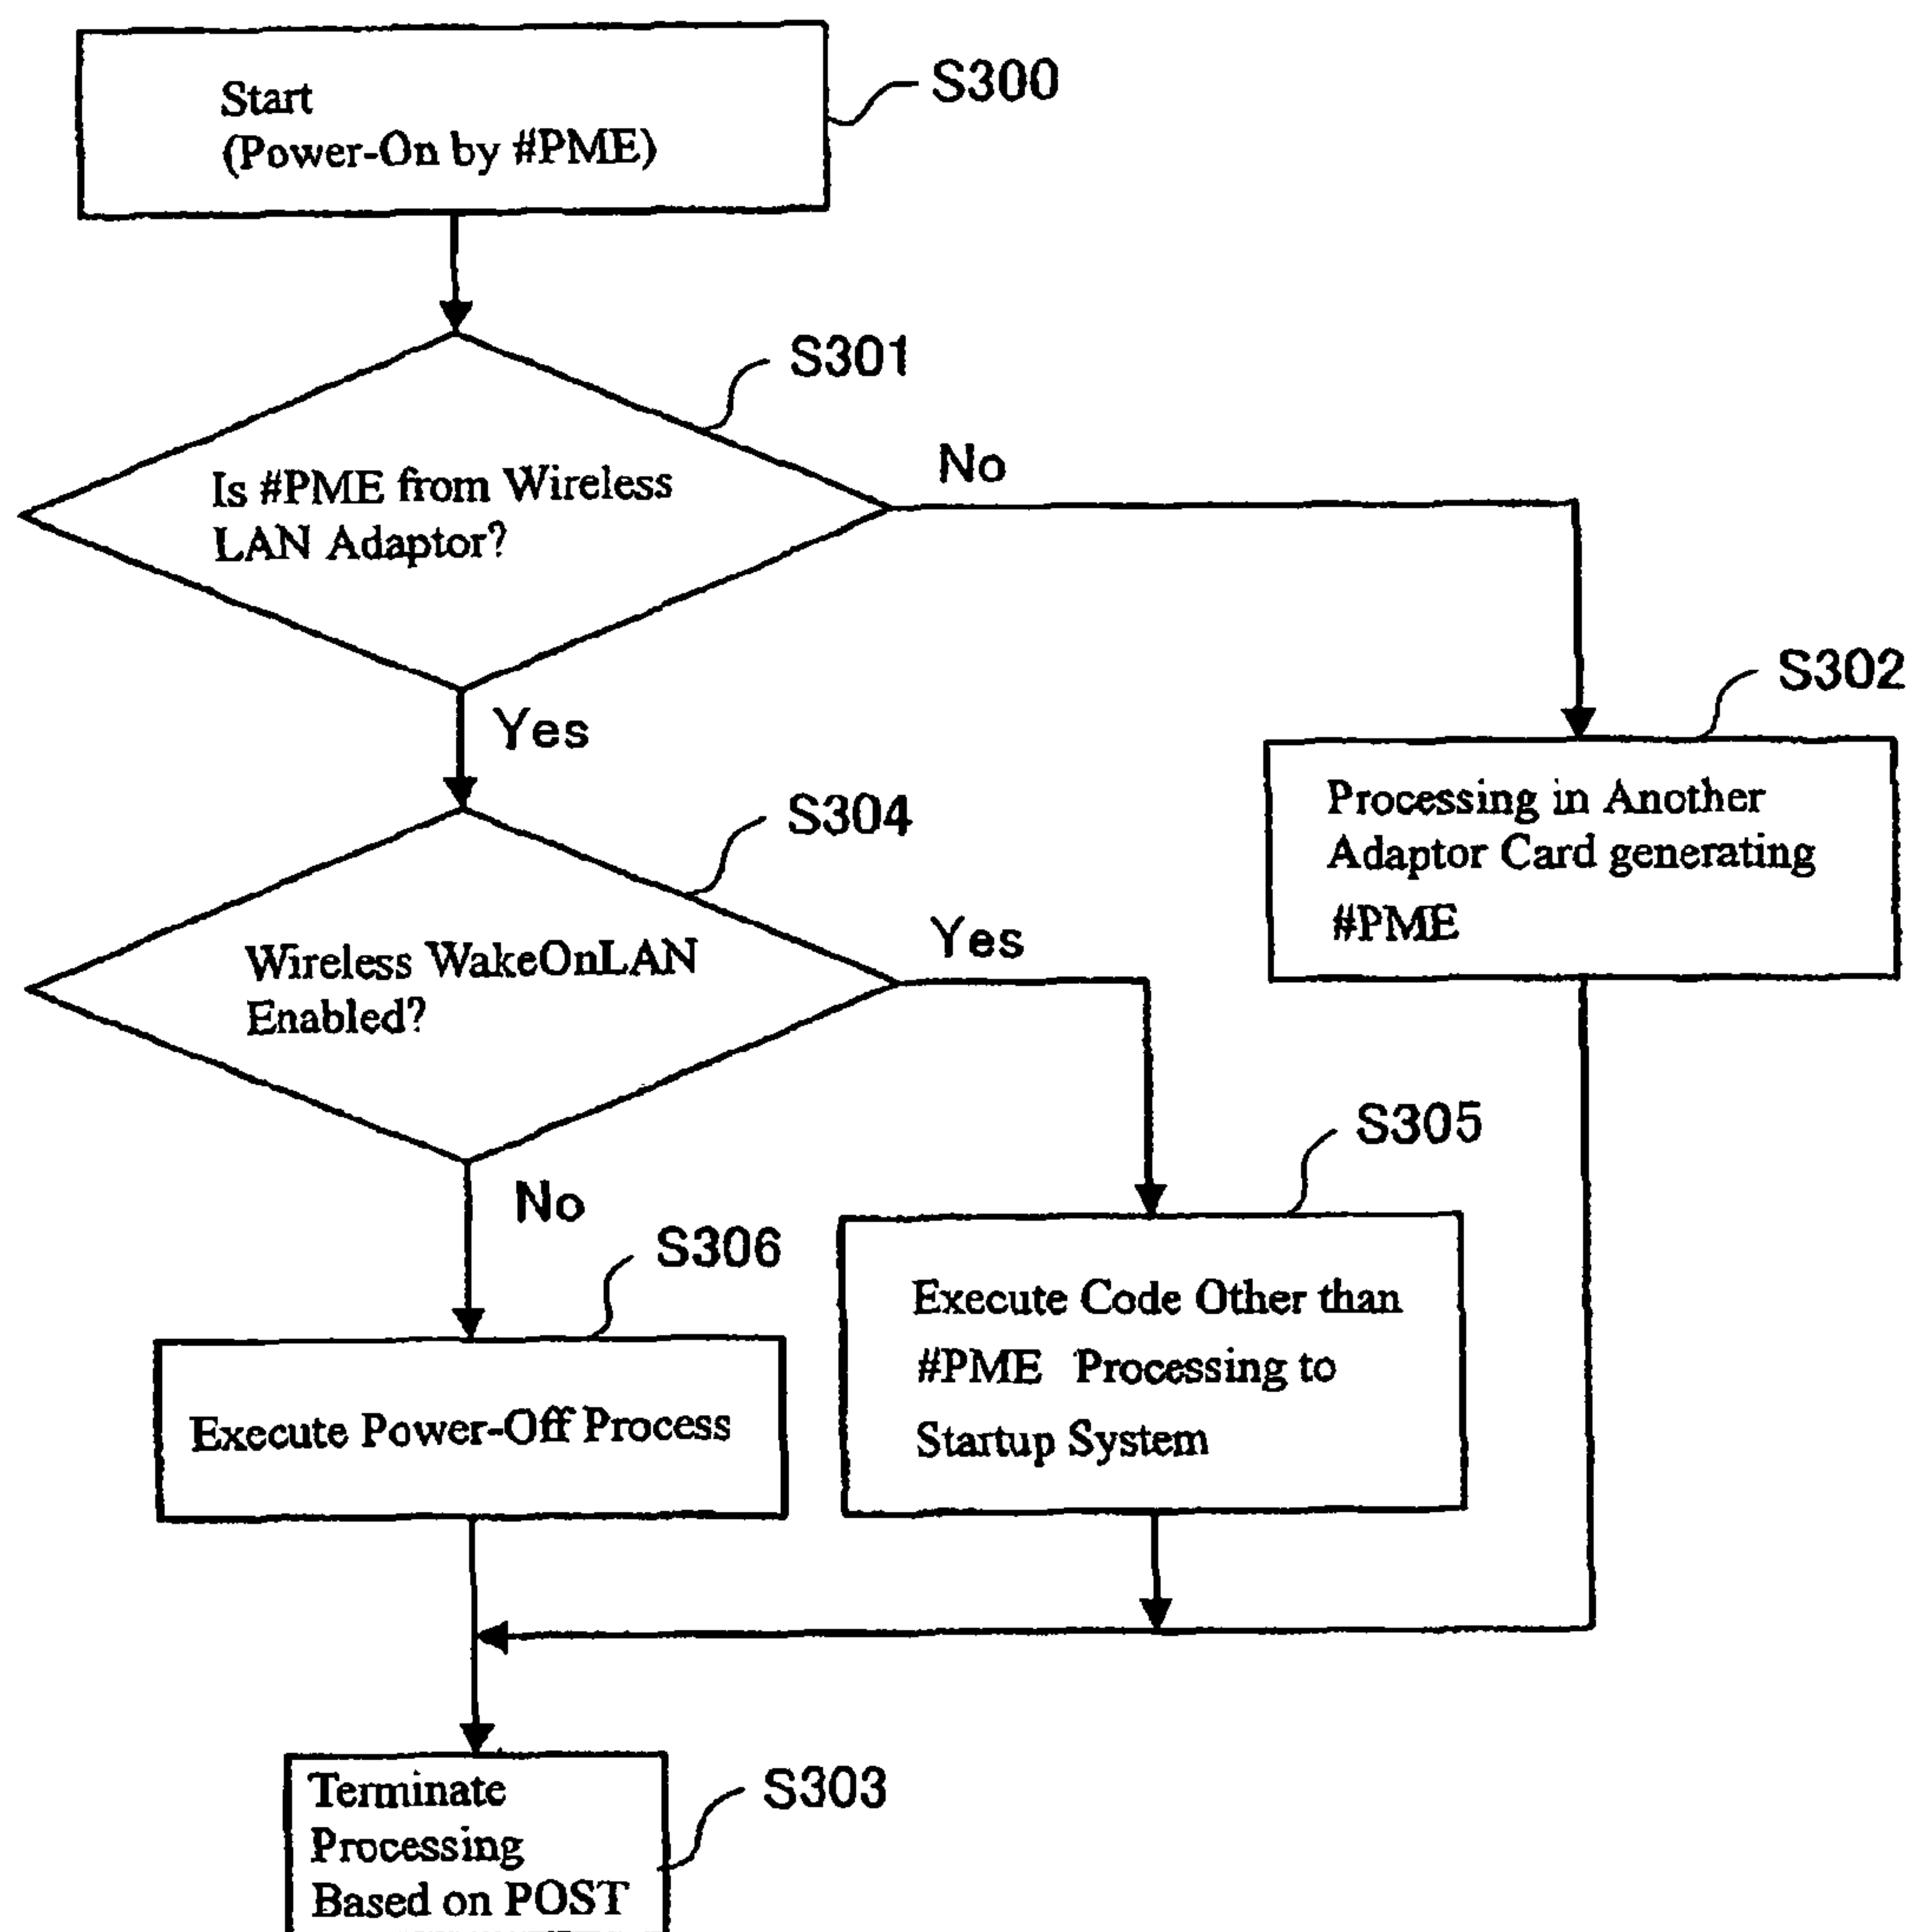 Start
(Power-On by #PME)
S300
S301
Is #PME from Wireless
LAN Adaptor?
No
Yes
S302
Processing in Another
Adaptor Card generating
#PME
S304
Wireless WakeOnLAN
Enabled?
Yes
No
S305
Execute Code Other than
#PME Processing to
Startup System
S306
Execute Power-Off Process
Terminate
Processing
Based on POST
S303